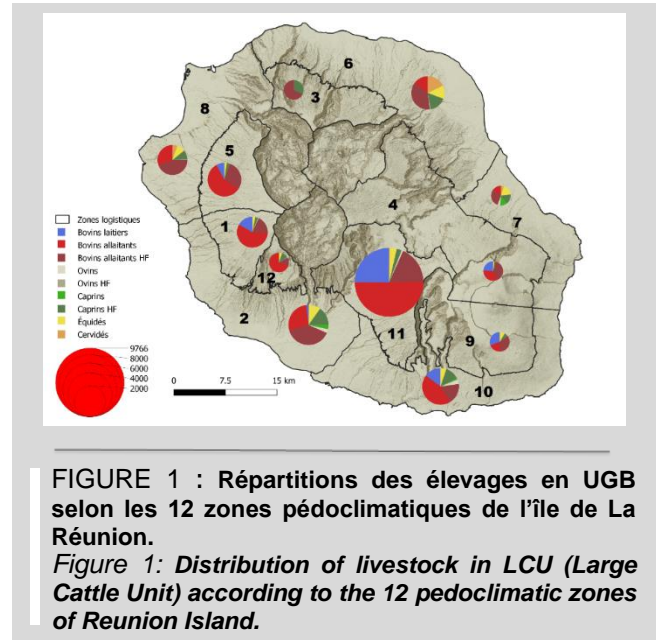 6
3
8
5
4
7
1
12
2
11
9
10
Zones logistiques
Bovins laitiers
Bovins allaitants
Bovins allaitants HF
Ovins
Ovins HF
Caprins
Caprins HF
Équidés
Cervidés
9766
8000
6000
4000
2000
0 7.5 15 km
FIGURE 1 : Répartitions des élevages en UGB
selon les 12 zones pédoclimatiques de l'île de La
Réunion.
Figure 1: Distribution of livestock in LCU (Large
Cattle Unit) according to the 12 pedoclimatic zones
of Reunion Island.